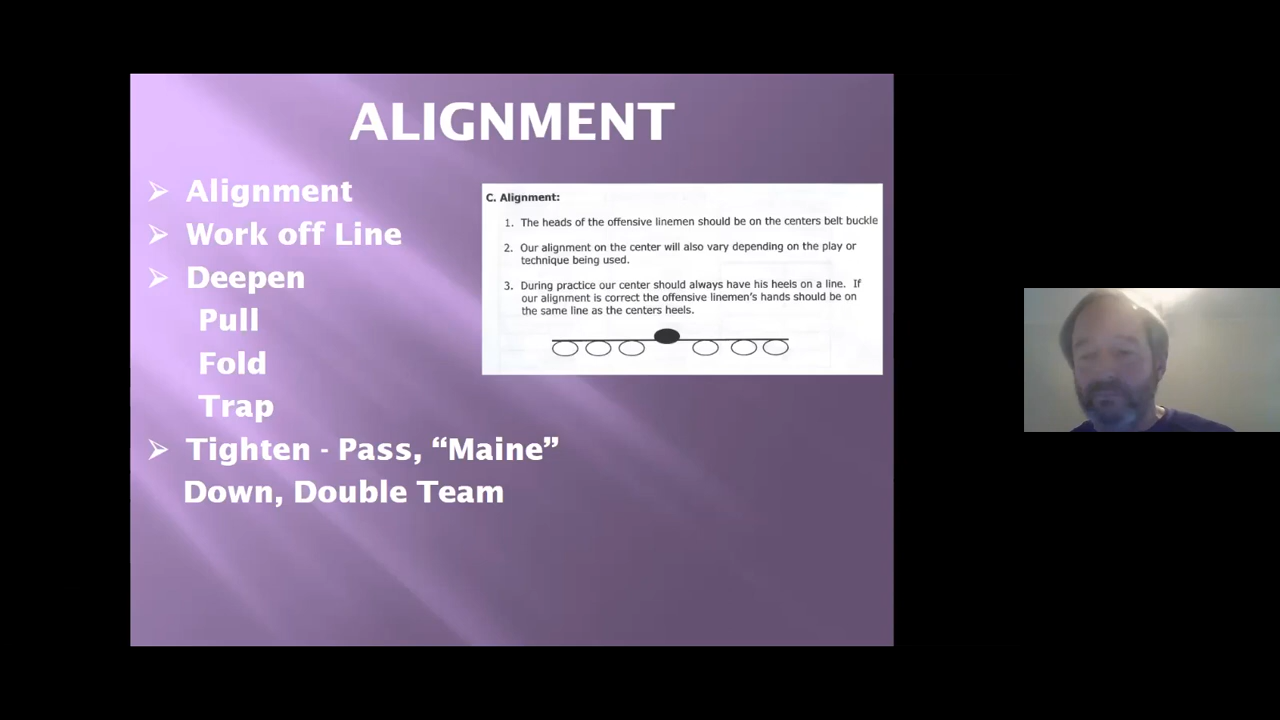 ALIGNMENT
Alignment
Work off Line
Deepen
Pull
Fold
Trap
Tighten - Pass, “Maine”
Down, Double Team
C. Alignment:
1. The heads of the offensive linemen should be on the centers belt buckle
2. Our alignment on the center will also vary depending on the play or
technique being used.
3. During practice our center should always have his heels on a line. If
our alignment is correct the offensive linemen's hands should be on
the same line as the centers heels.